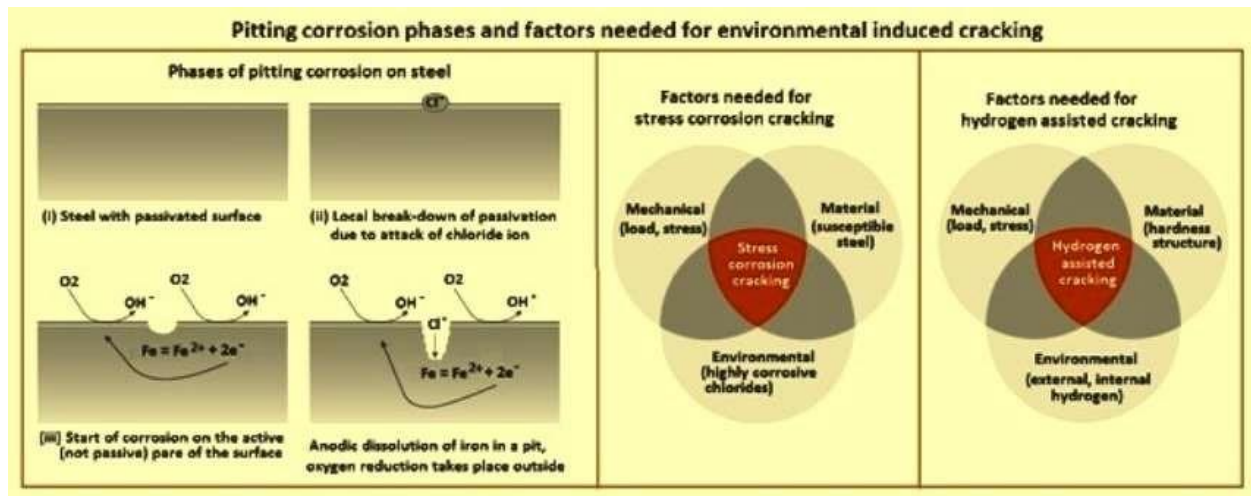 Pitting corrosion phases and factors needed for environmental induced cracking
Phases of pitting corrosion on steel
Cl⁻
(i) Steel with passivated surface
(ii) Local break-down of passivation
due to attack of chloride ion
O2
OH⁻
O2
OH⁻
Fe = Fe²⁺ + 2e⁻
(iii) Start of corrosion on the active
(not passive) pare of the surface
O2
OH⁻
O2
OH⁺
Cl⁻
Fe = Fe²⁺ + 2e⁻
Anodic dissolution of iron in a pit,
oxygen reduction takes place outside
Factors needed for
stress corrosion cracking
Mechanical
(load, stress)
Material
(susceptible
steel)
Stress
corrosion
cracking
Environmental
(highly corrosive
chlorides)
Factors needed for
hydrogen assisted cracking
Mechanical
(load, stress)
Material
(hardness
structure)
Hydrogen
assisted
cracking
Environmental
(external, internal
hydrogen)